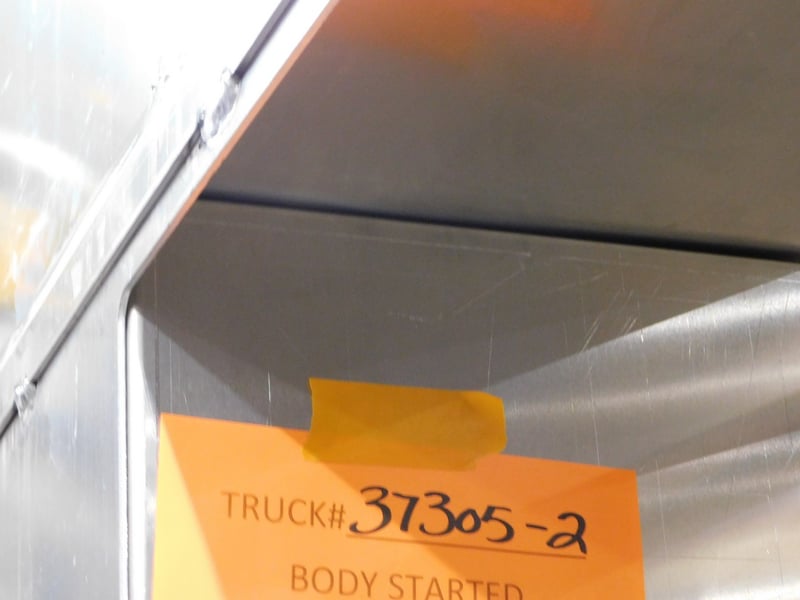 TRUCK# 37305-2
BODY STARTED